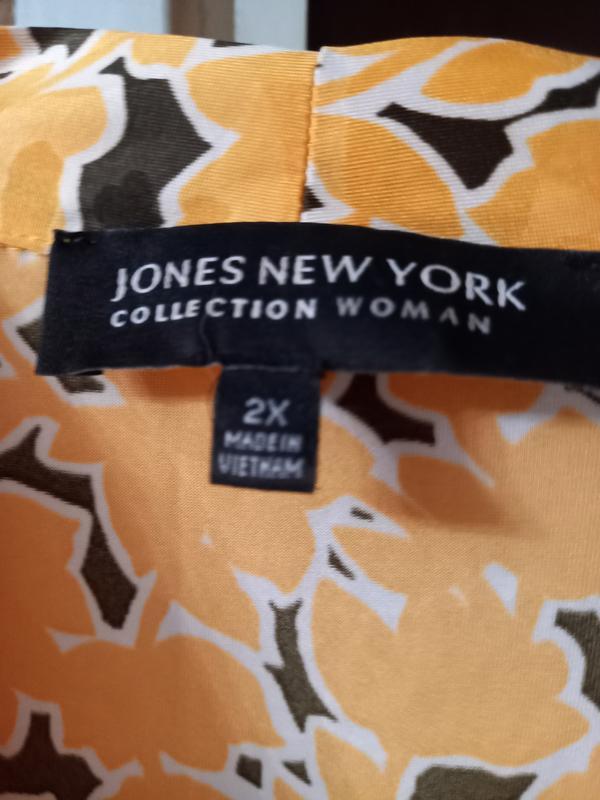 JONES NEW YORK
COLLECTION WOMAN
2X
MADE IN
VIETNAM